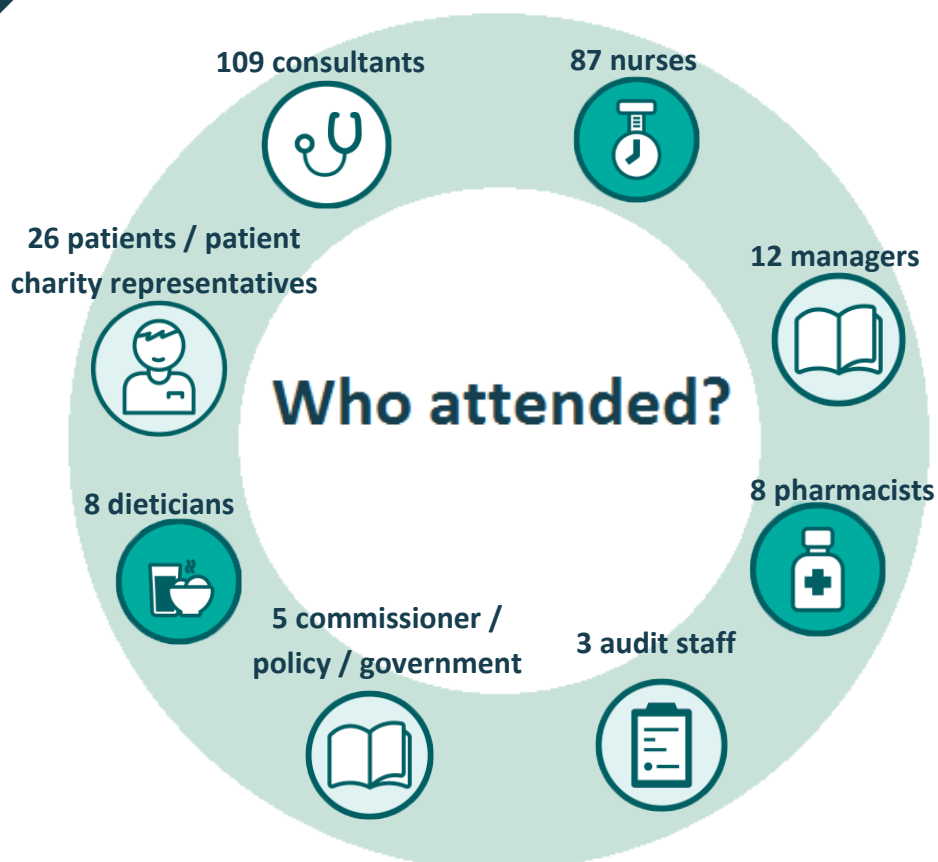 109 consultants
87 nurses
26 patients / patient
charity representatives
12 managers
Who attended?
8 dieticians
8 pharmacists
5 commissioner /
policy / government
3 audit staff